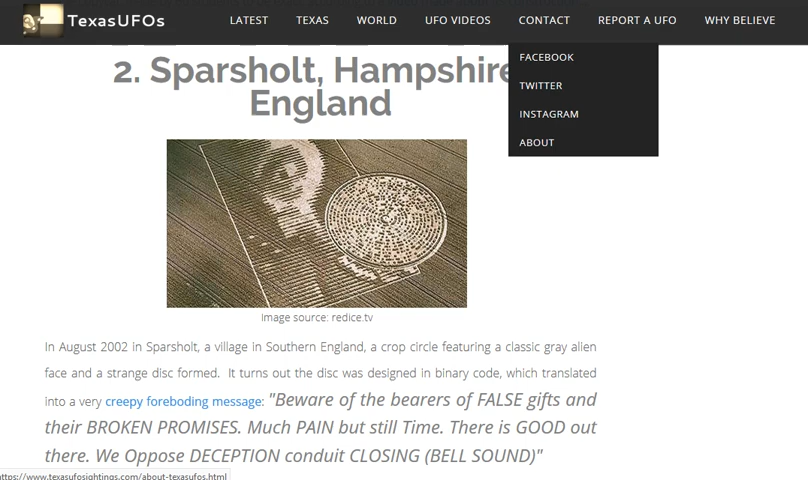 TexasUFOs
LATEST
TEXAS
WORLD
UFO VIDEOS
CONTACT
REPORT A UFO
WHY BELIEVE
FACEBOOK
TWITTER
INSTAGRAM
ABOUT
2. Sparsholt, Hampshire
England
Image source: redice.tv
In August 2002 in Sparsholt, a village in Southern England, a crop circle featuring a classic gray alien
face and a strange disc formed. It turns out the disc was designed in binary code, which translated
into a very creepy foreboding message: "Beware of the bearers of FALSE gifts and
their BROKEN PROMISES. Much PAIN but still Time. There is GOOD out
there. We Oppose DECEPTION conduit CLOSING (BELL SOUND)"
https://www.texasufosightings.com/about-texasufos.html